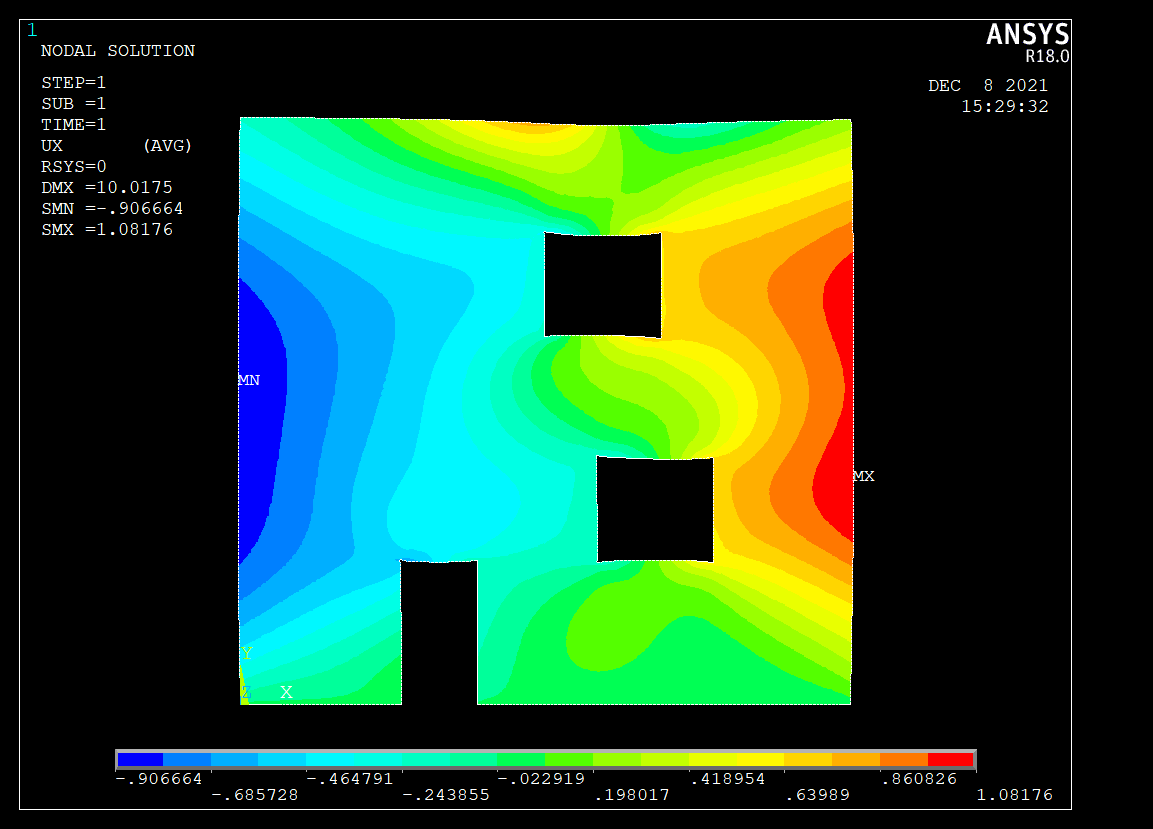 1
ANSYS
R18.0
NODAL SOLUTION
STEP=1
SUB =1
TIME=1
UX (AVG)
RSYS=0
DMX =10.0175
SMN =-.906664
SMX =1.08176
DEC 8 2021
15:29:32
MN
MX
Y
Z X
-.906664 -.464791 -.022919 .418954 .860826
-.685728 -.243855 .198017 .63989 1.08176